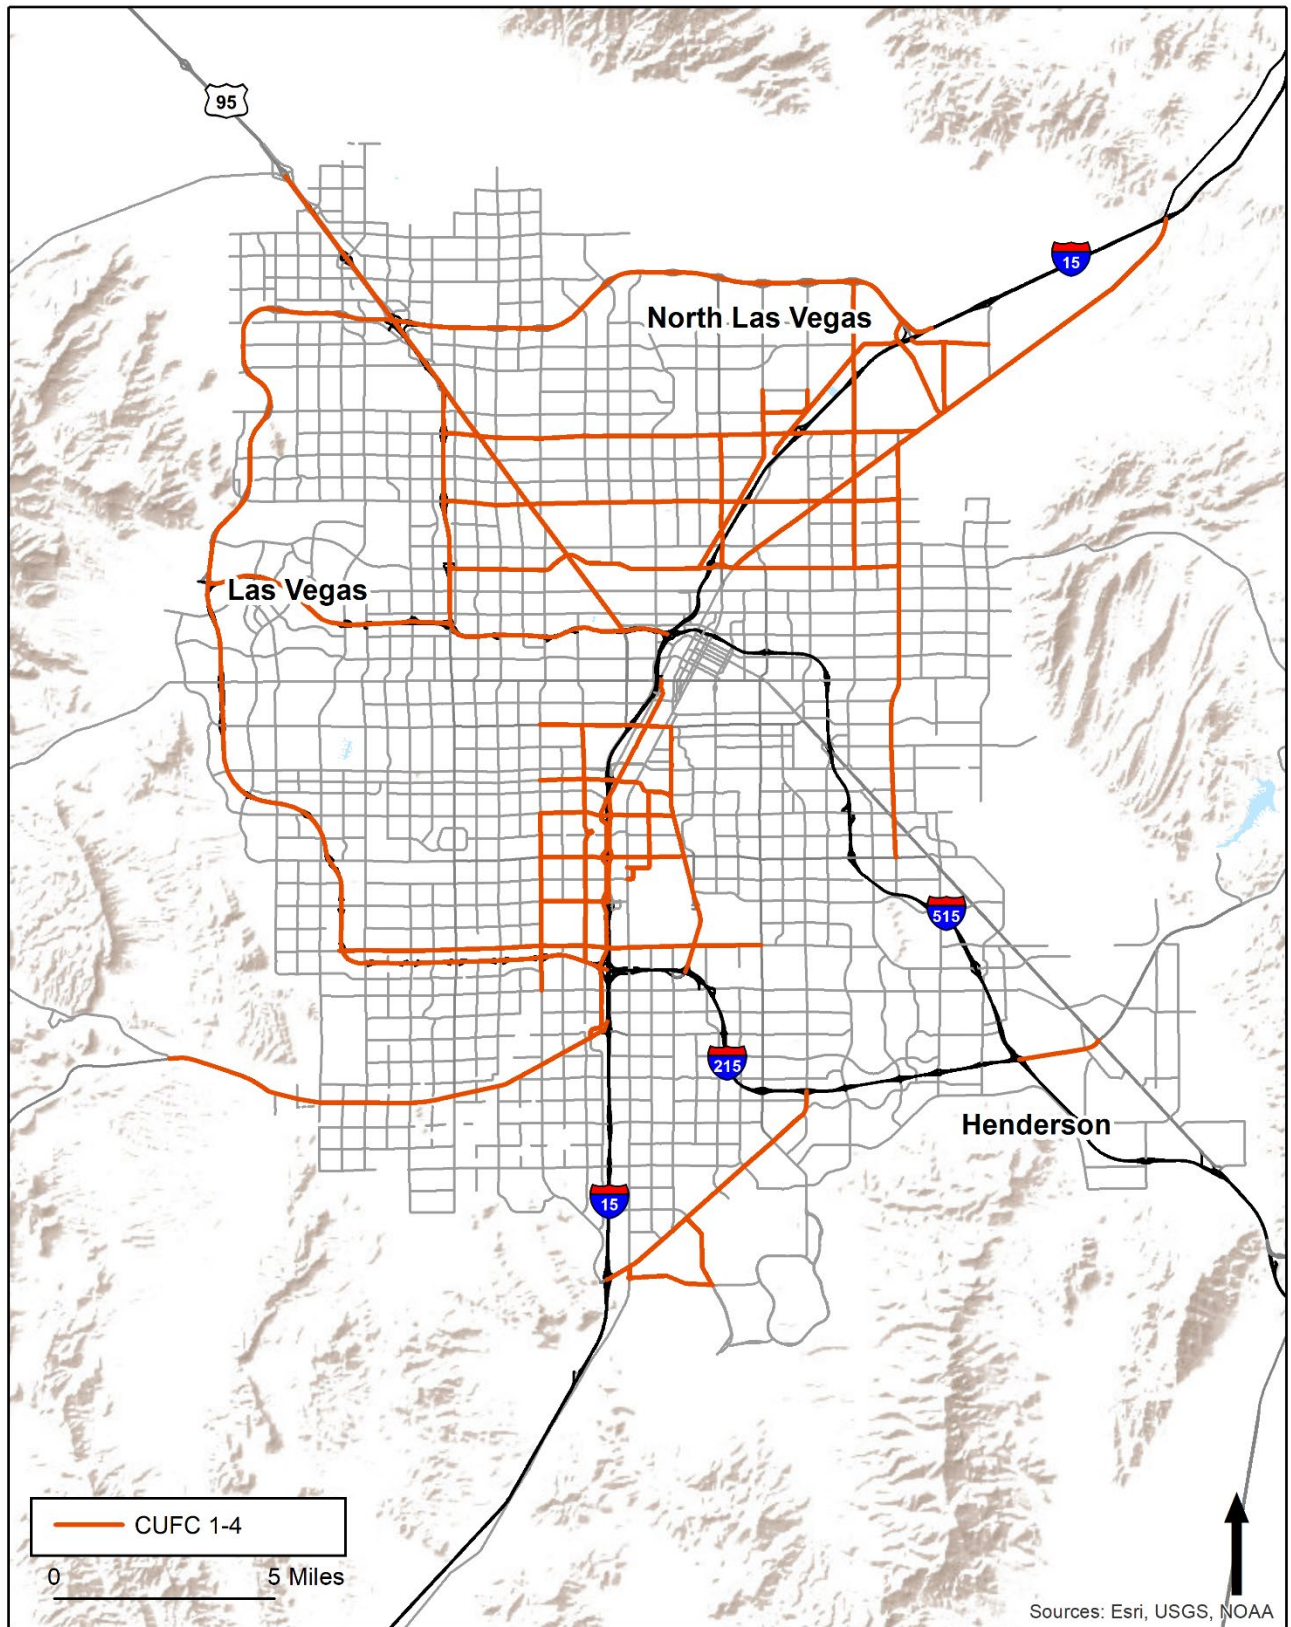 95
15
North Las Vegas
Las Vegas
515
215
Henderson
15
CUFC 1-4
0 5 Miles
Sources: Esri, USGS, NOAA